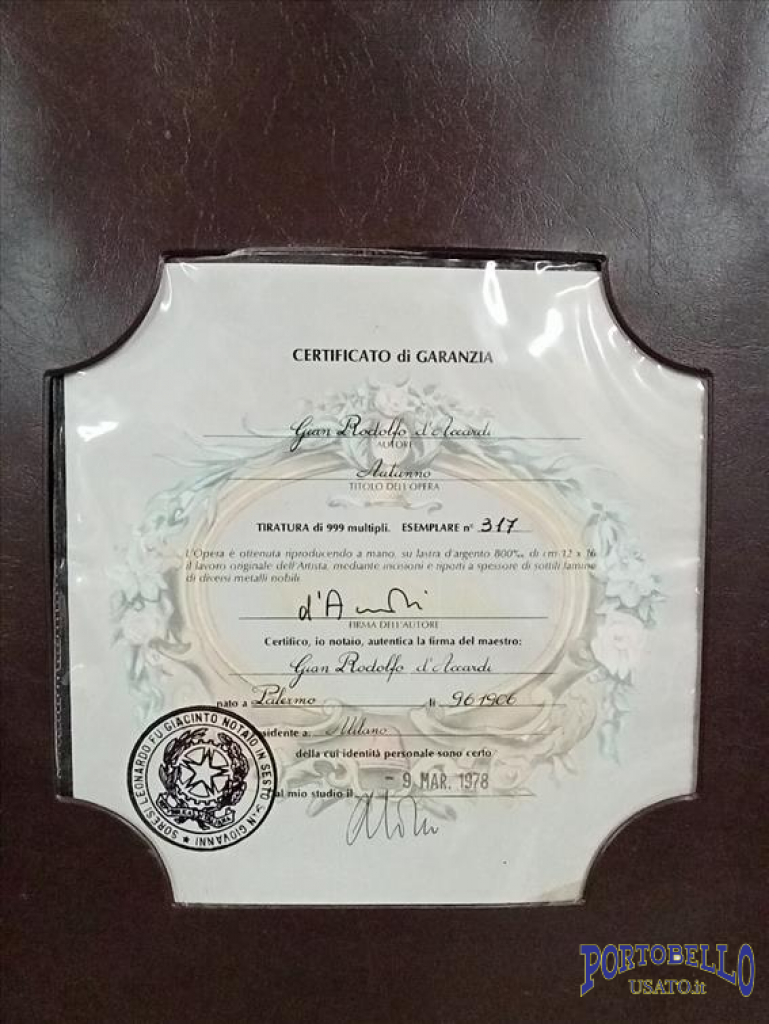 CERTIFICATO di GARANZIA
Gian Rodolfo d'Accardi
AUTORE
Autunno
TITOLO DELL'OPERA
TIRATURA di 999 multipli. ESEMPLARE n° 317
L'Opera è ottenuta riproducendo a mano, su lastra d'argento 800‰ di cm 12 x 16
il lavoro originale dell'Artista, mediante incisioni e riporti a spessore di sottili lamine
di diversi metalli nobili
FIRMA DELL'AUTORE
Certifico, io notaio, autentica la firma del maestro:
Gian Rodolfo d'Accardi
nato a Palermo li 9 6 1906
sidente a Milano
della cui identità personale sono certo.
al mio studio il - 9 MAR. 1978
SORESI LEONARDO FU GIACINTO NOTAIO IN SESTO S. GIOVANNI ★
PORTOBELLO
USATO.it